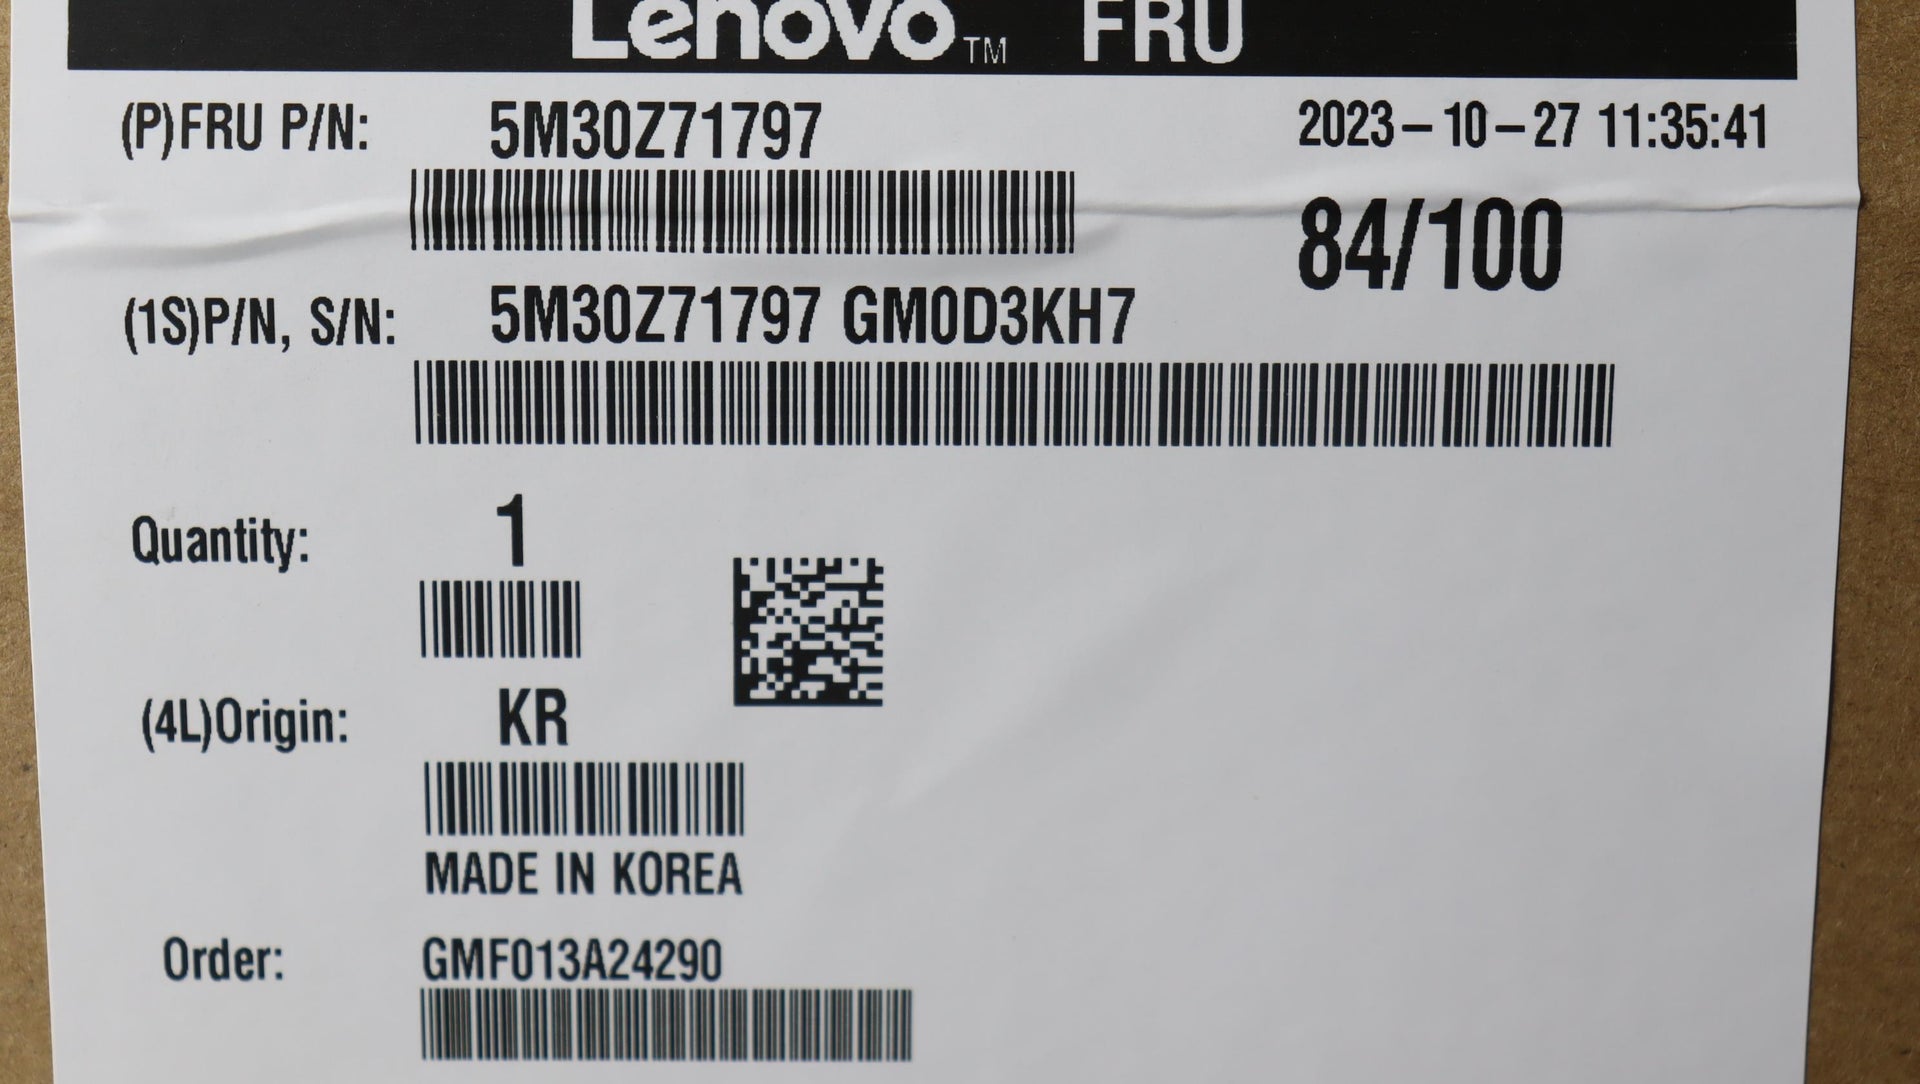 Lenovo™ FRU
(P)FRU P/N: 5M30Z71797 2023-10-27 11:35:41
84/100
(1S)P/N, S/N: 5M30Z71797 GM0D3KH7
Quantity: 1
(4L)Origin: KR
MADE IN KOREA
Order: GMF013A24290